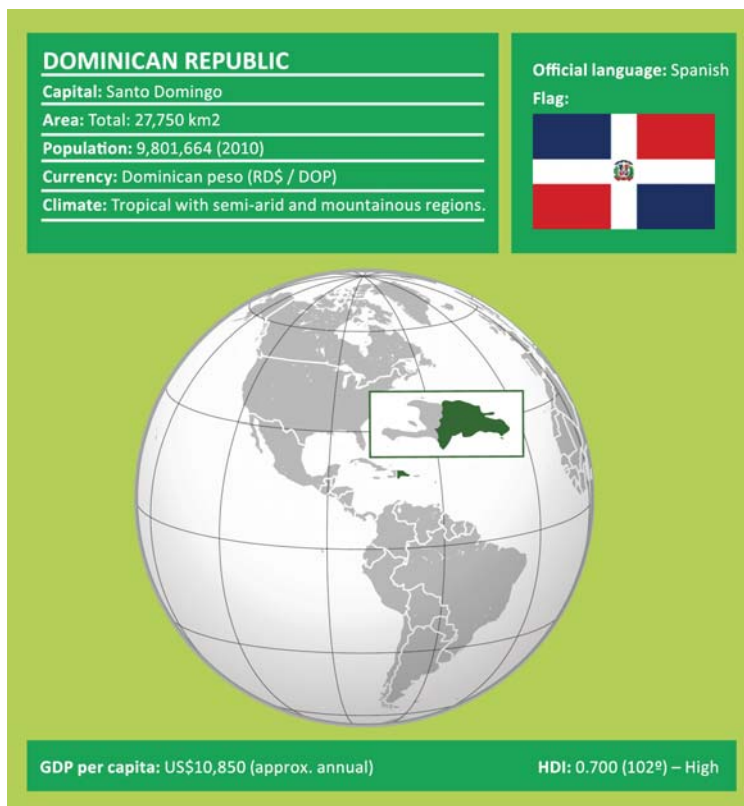 DOMINICAN REPUBLIC
Capital: Santo Domingo
Area: Total: 27,750 km2
Population: 9,801,664 (2010)
Currency: Dominican peso (RD$ / DOP)
Climate: Tropical with semi-arid and mountainous regions.
Official language: Spanish
Flag:
GDP per capita: US$10,850 (approx. annual)
HDI: 0.700 (102º) – High